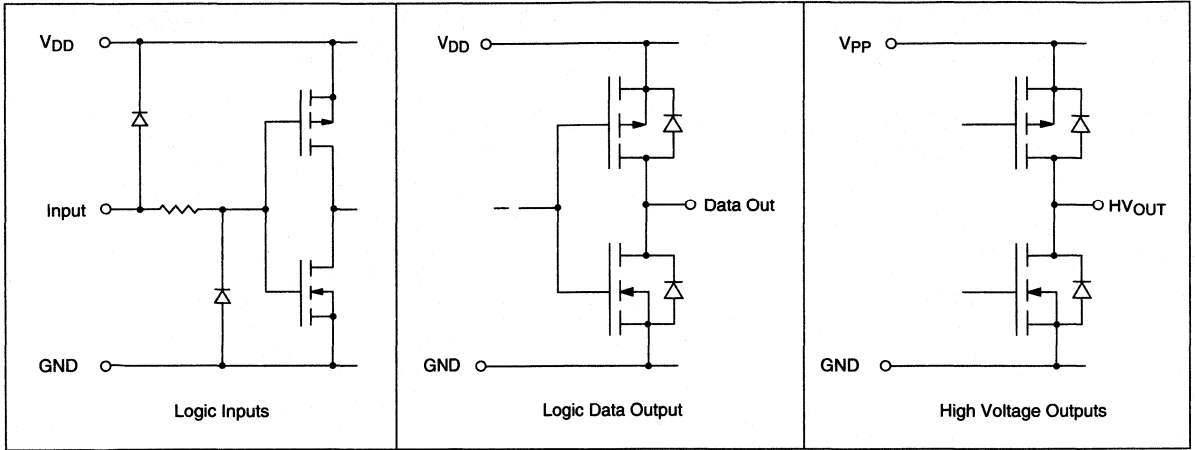 VDD
Input
GND
Logic Inputs
VDD
Data Out
GND
Logic Data Output
VPP
HVOUT
GND
High Voltage Outputs